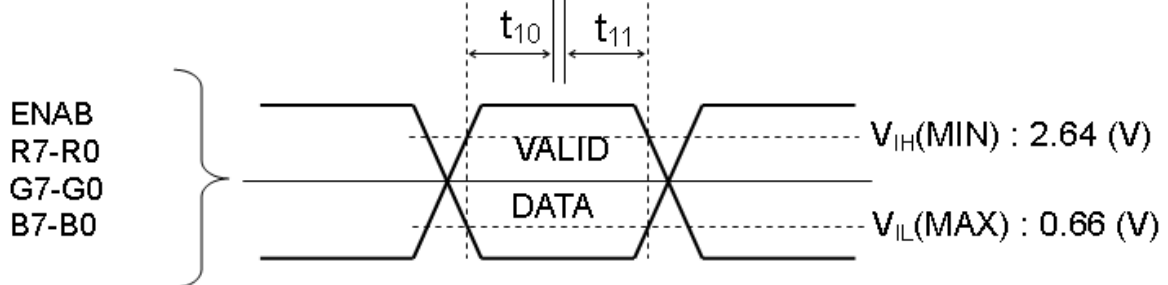 t10 t11
ENAB
R7-R0
G7-G0
B7-B0
VALID
DATA
VIH(MIN) : 2.64 (V)
VIL(MAX) : 0.66 (V)